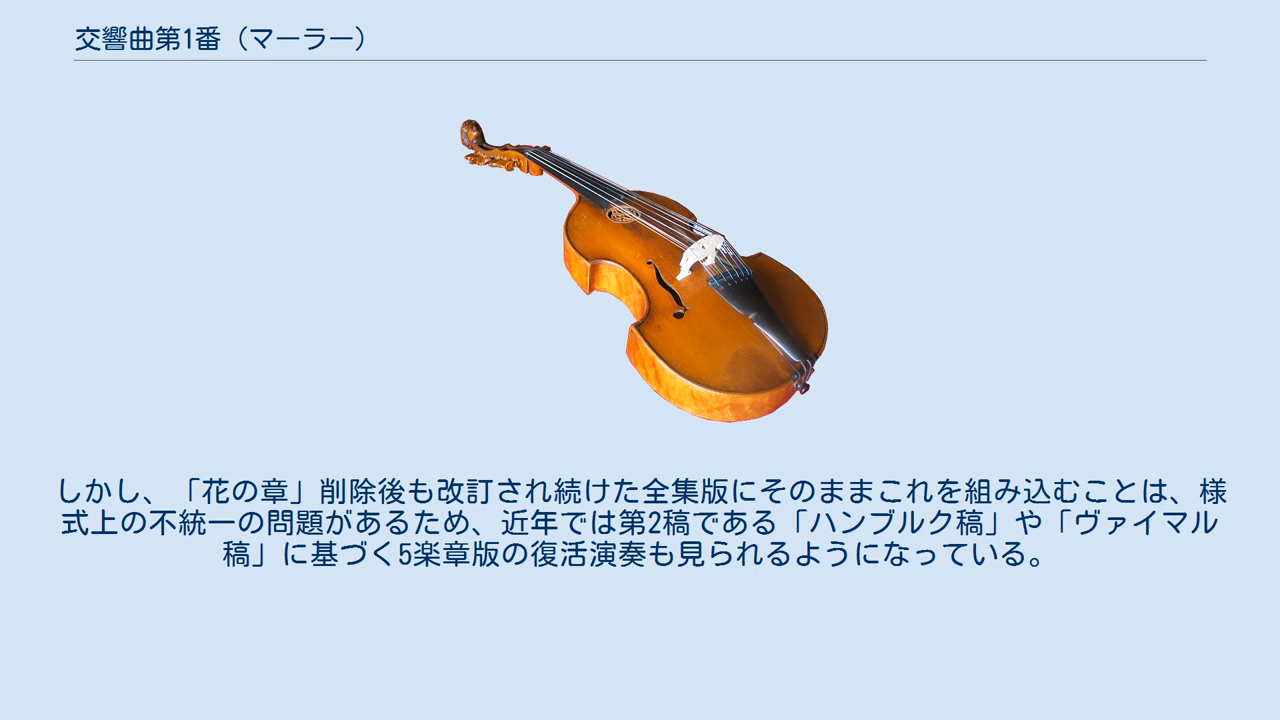 交響曲第1番（マーラー）
しかし、「花の章」削除後も改訂され続けた全集版にそのままこれを組み込むことは、様
式上の不統一の問題があるため、近年では第2稿である「ハンブルク稿」や「ヴァイマル
稿」に基づく5楽章版の復活演奏も見られるようになっている。